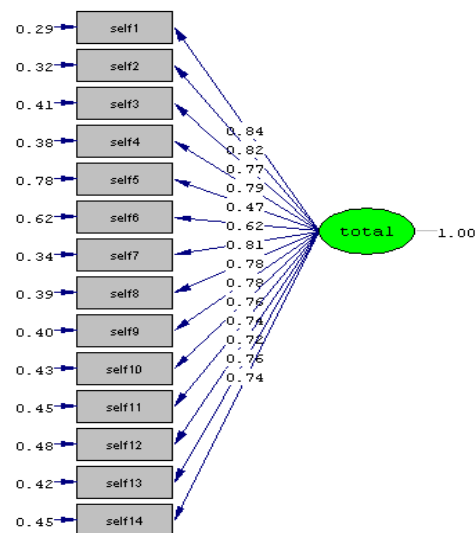 0.29 self1
0.32 self2
0.41 self3
0.38 self4
0.78 self5
0.62 self6
0.34 self7
0.39 self8
0.40 self9
0.43 self10
0.45 self11
0.48 self12
0.42 self13
0.45 self14
0.84
0.82
0.77
0.79
0.47
0.62
0.81
0.78
0.78
0.76
0.74
0.72
0.76
0.74
total 1.00